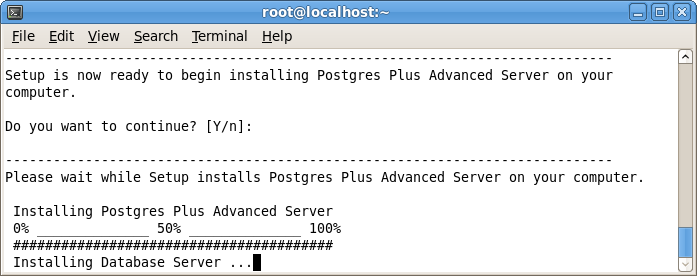 root@localhost:~
File Edit View Search Terminal Help
----------------------------------------------------------------------------
Setup is now ready to begin installing Postgres Plus Advanced Server on your
computer.
Do you want to continue? [Y/n]:
----------------------------------------------------------------------------
Please wait while Setup installs Postgres Plus Advanced Server on your computer.
Installing Postgres Plus Advanced Server
0% ______________ 50% ______________ 100%
########################################
Installing Database Server ...